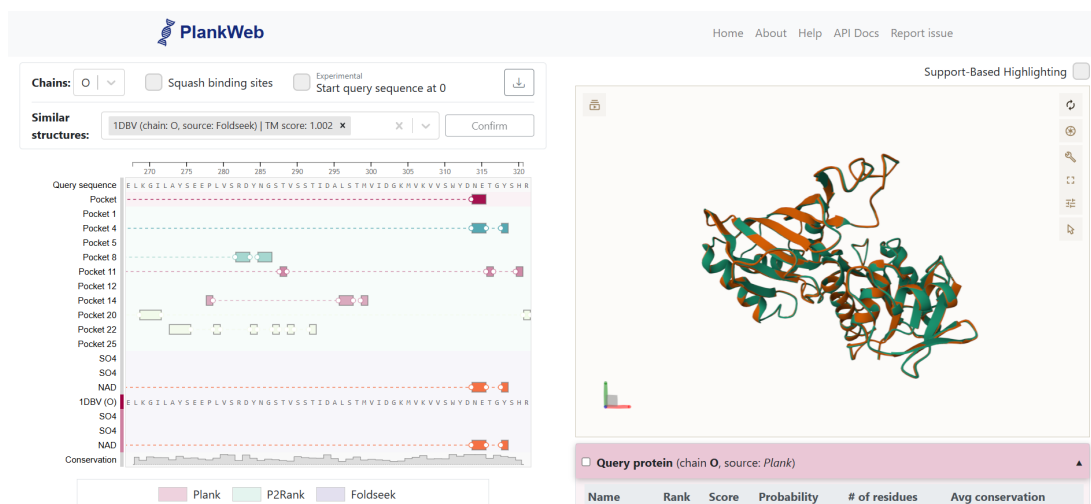 PlankWeb
Home About Help API Docs Report issue
Chains: O Squash binding sites Experimental Start query sequence at 0
Similar structures: 1DBV (chain: O, source: Foldseek) | TM score: 1.002 × × Confirm
270 275 280 285 290 295 300 305 310 315 320
Query sequence E L K G I L A Y S E E P L V S R D Y N G S T V S S T I D A L S T M V I D G K M V K V V S W Y D N E T G Y S H R
Pocket
Pocket 1
Pocket 4
Pocket 5
Pocket 8
Pocket 11
Pocket 12
Pocket 14
Pocket 20
Pocket 22
Pocket 25
SO4
SO4
NAD
1DBV (O) E L K G I L A Y S E E P L V S R D Y N G S T V S S T I D A L S T M V I D G K M V K V V S W Y D N E T G Y S H R
SO4
SO4
NAD
Conservation
Plank P2Rank Foldseek
Support-Based Highlighting
Query protein (chain O, source: Plank)
Name Rank Score Probability # of residues Avg conservation